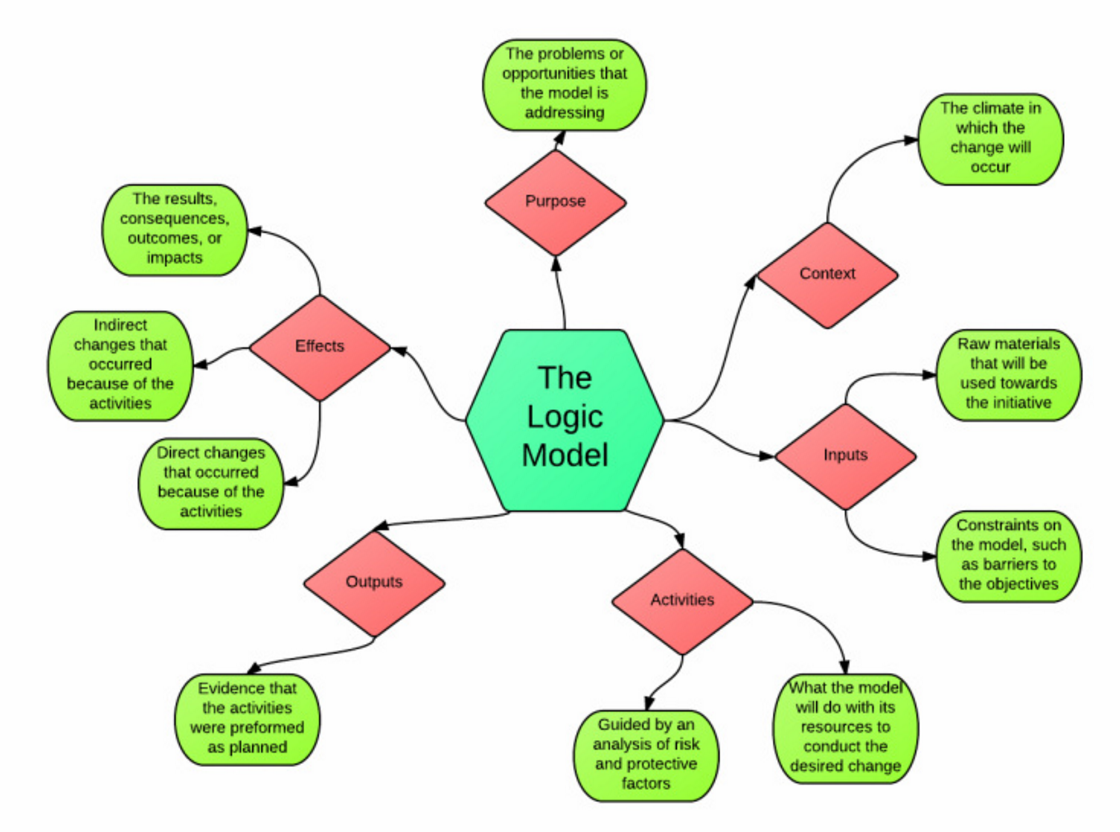 The problems or
opportunities that
the model is
addressing
Purpose
The climate in
which the
change will
occur
Context
The results,
consequences,
outcomes, or
impacts
Effects
Indirect
changes that
occurred
because of the
activities
Direct changes
that occurred
because of the
activities
The
Logic
Model
Raw materials
that will be
used towards
the initiative
Inputs
Constraints on
the model, such
as barriers to
the objectives
Outputs
Evidence that
the activities
were preformed
as planned
Activities
Guided by an
analysis of risk
and protective
factors
What the model
will do with its
resources to
conduct the
desired change